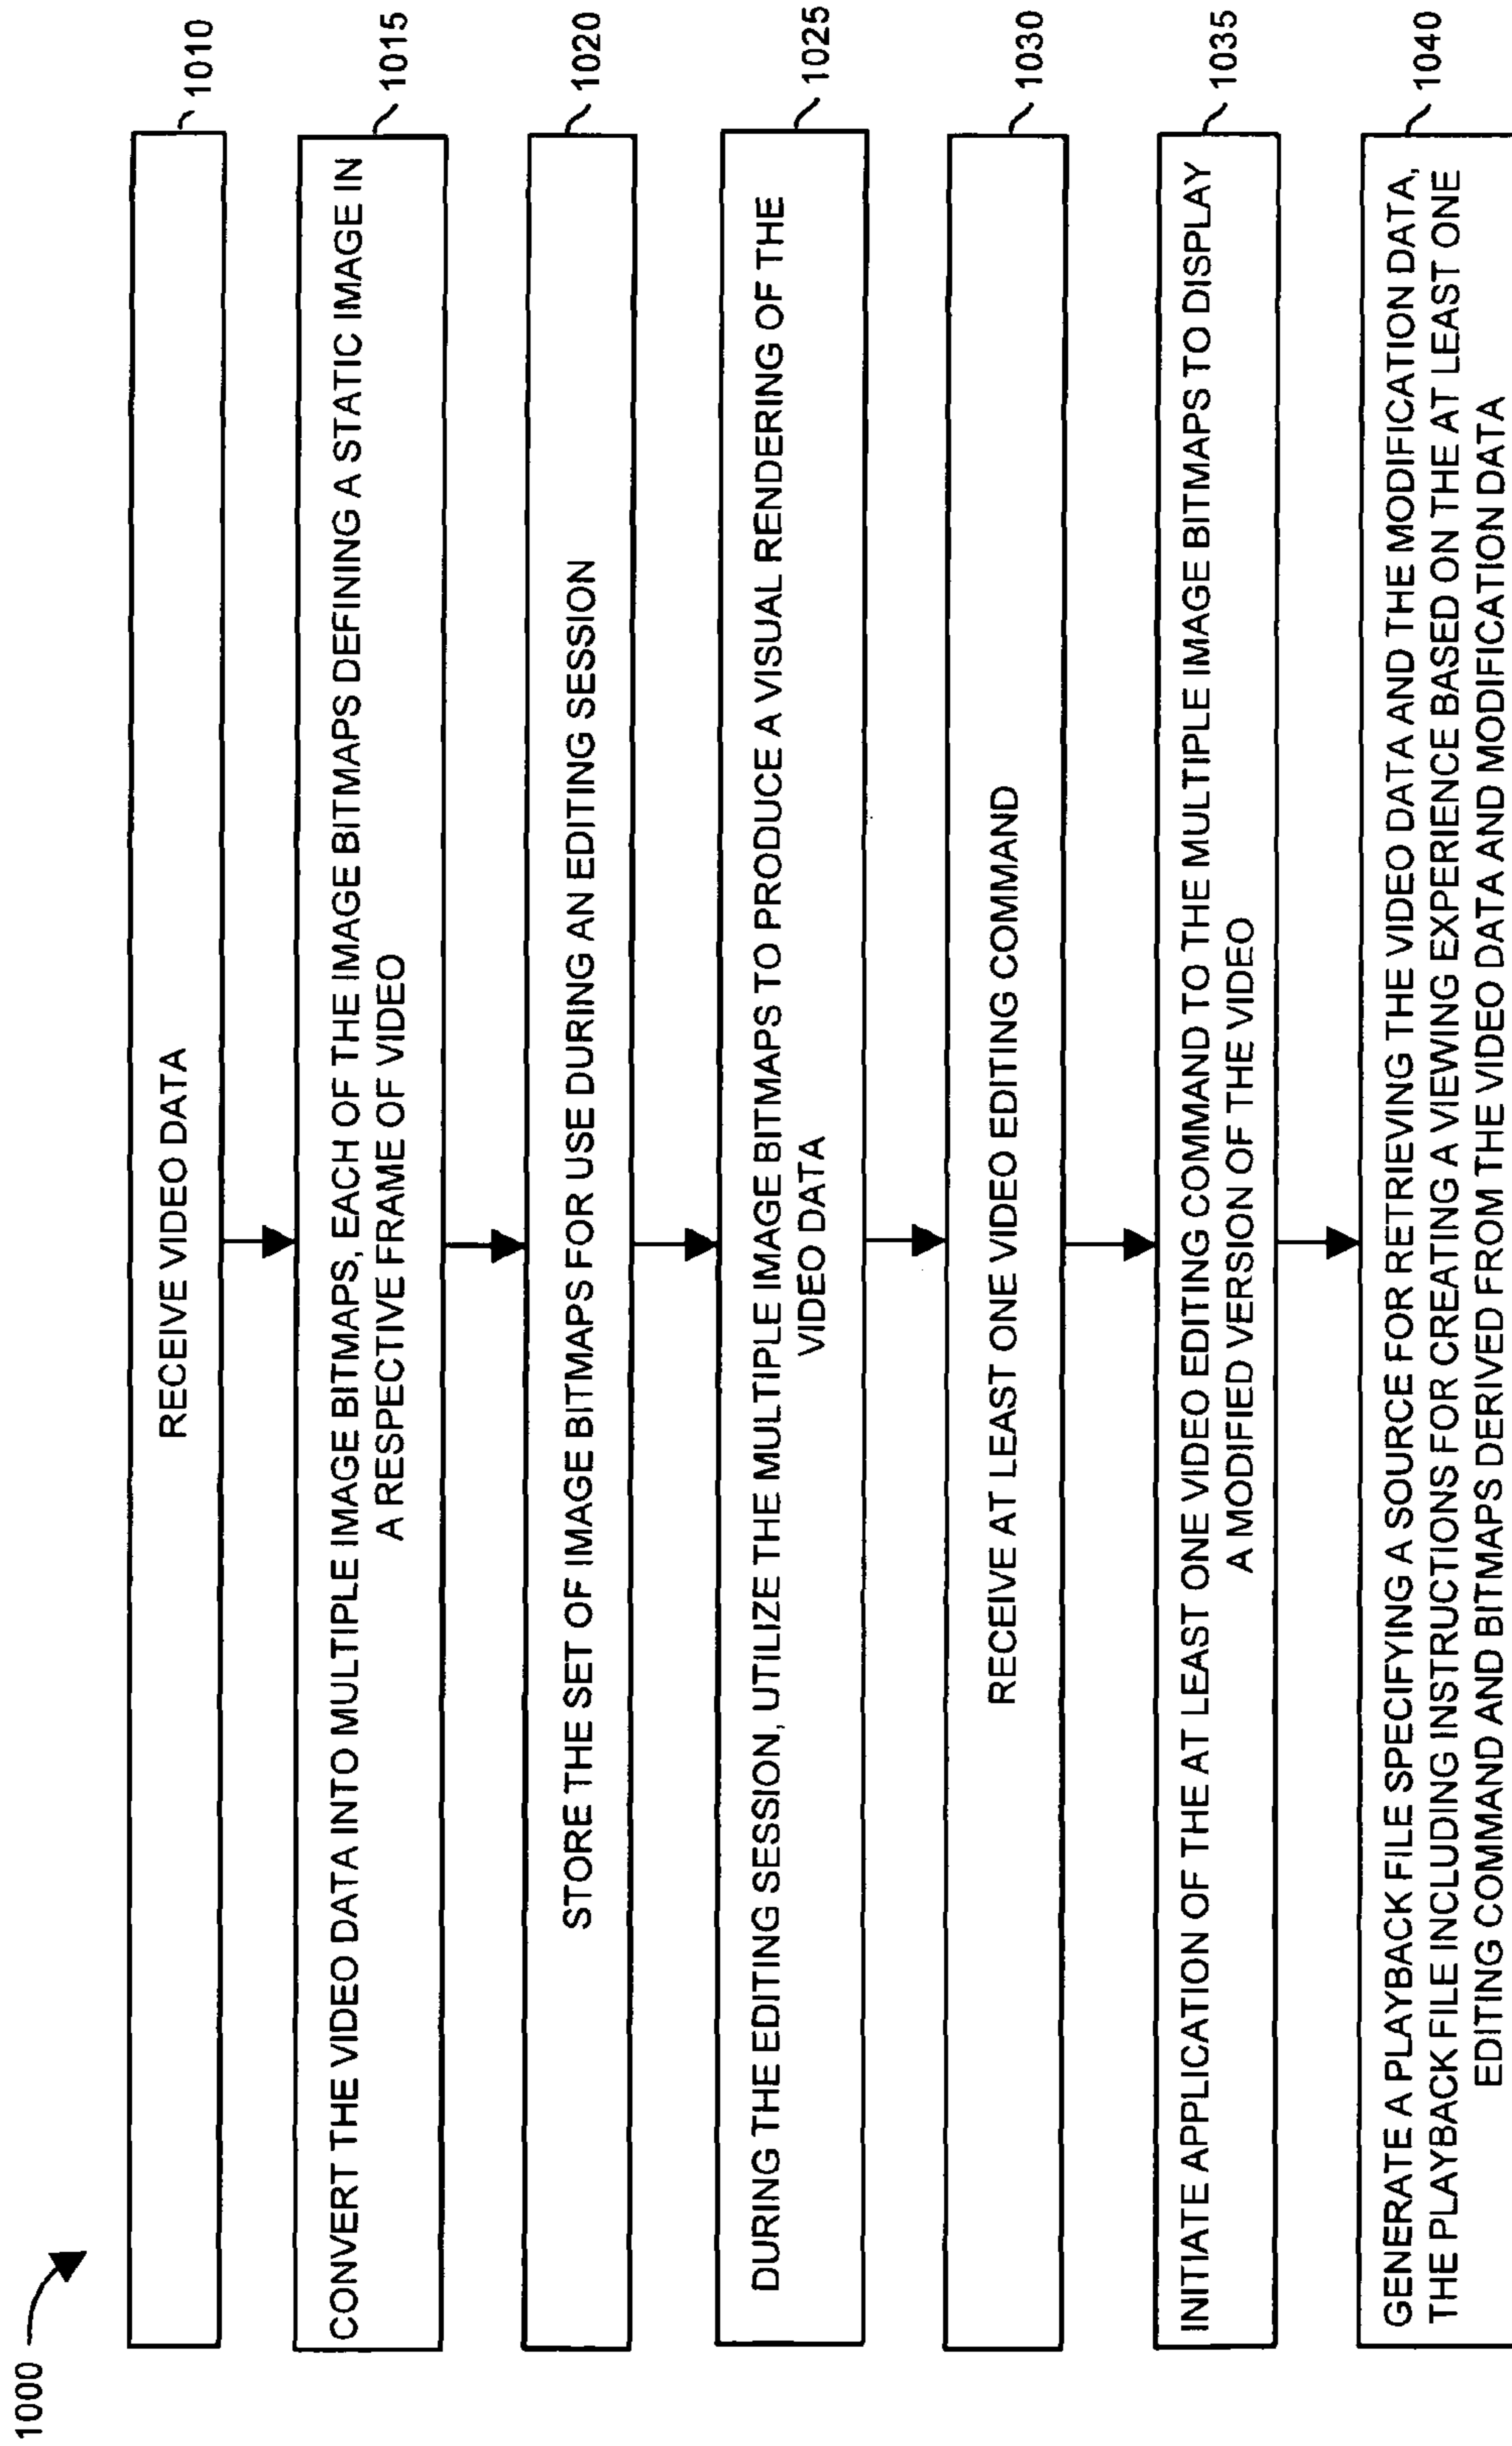 1000
RECEIVE VIDEO DATA
1010
CONVERT THE VIDEO DATA INTO MULTIPLE IMAGE BITMAPS, EACH OF THE IMAGE BITMAPS DEFINING A STATIC IMAGE IN
A RESPECTIVE FRAME OF VIDEO
1015
STORE THE SET OF IMAGE BITMAPS FOR USE DURING AN EDITING SESSION
1020
DURING THE EDITING SESSION, UTILIZE THE MULTIPLE IMAGE BITMAPS TO PRODUCE A VISUAL RENDERING OF THE
VIDEO DATA
1025
RECEIVE AT LEAST ONE VIDEO EDITING COMMAND
1030
INITIATE APPLICATION OF THE AT LEAST ONE VIDEO EDITING COMMAND TO THE MULTIPLE IMAGE BITMAPS TO DISPLAY
A MODIFIED VERSION OF THE VIDEO
1035
GENERATE A PLAYBACK FILE SPECIFYING A SOURCE FOR RETRIEVING THE VIDEO DATA AND THE MODIFICATION DATA,
THE PLAYBACK FILE INCLUDING INSTRUCTIONS FOR CREATING A VIEWING EXPERIENCE BASED ON THE AT LEAST ONE
EDITING COMMAND AND BITMAPS DERIVED FROM THE VIDEO DATA AND MODIFICATION DATA
1040